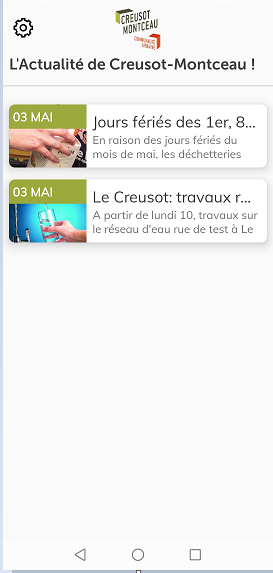 CREUSOT
MONTCEAU
COMMUNAUTÉ
URBAINE
L'Actualité de Creusot-Montceau !
03 MAI
Jours fériés des 1er, 8...
En raison des jours fériés du
mois de mai, les déchetteries
03 MAI
Le Creusot: travaux r...
A partir de lundi 10, travaux sur
le réseau d'eau rue de test à Le